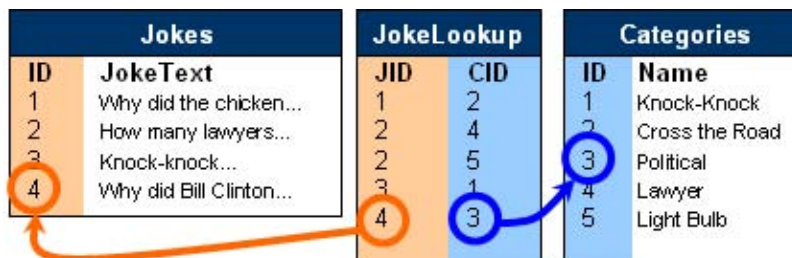 Jokes
ID JokeText
1 Why did the chicken...
2 How many lawyers...
3 Knock-knock...
4 Why did Bill Clinton...
JokeLookup
JID CID
1 2
2 4
2 5
3 1
4 3
Categories
ID Name
1 Knock-Knock
2 Cross the Road
3 Political
4 Lawyer
5 Light Bulb